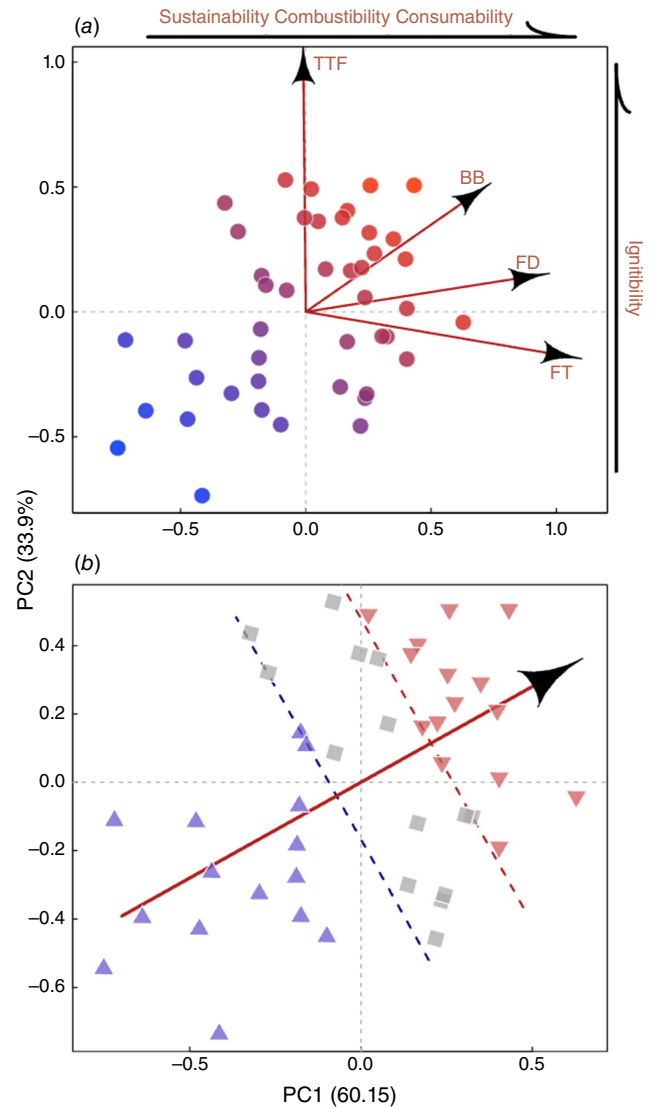 Sustainability Combustibility Consumability
(a)
1.0
TTF
0.5
BB
FD
Ignitibility
0.0
FT
–0.5
–0.5
0.0
0.5
1.0
PC2 (33.9%)
(b)
0.4
0.2
0.0
–0.2
–0.4
–0.6
–0.5
0.0
0.5
PC1 (60.15)